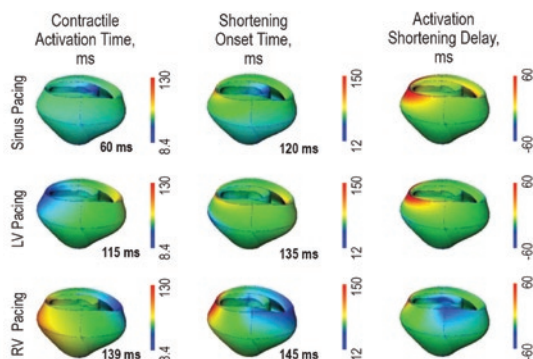 Contractile
Activation Time,
ms
Shortening
Onset Time,
ms
Activation
Shortening Delay,
ms
Sinus Pacing
130
8.4
60 ms
150
12
120 ms
60
-60
LV Pacing
130
8.4
115 ms
150
12
135 ms
60
-60
RV Pacing
130
8.4
139 ms
150
12
145 ms
60
-60